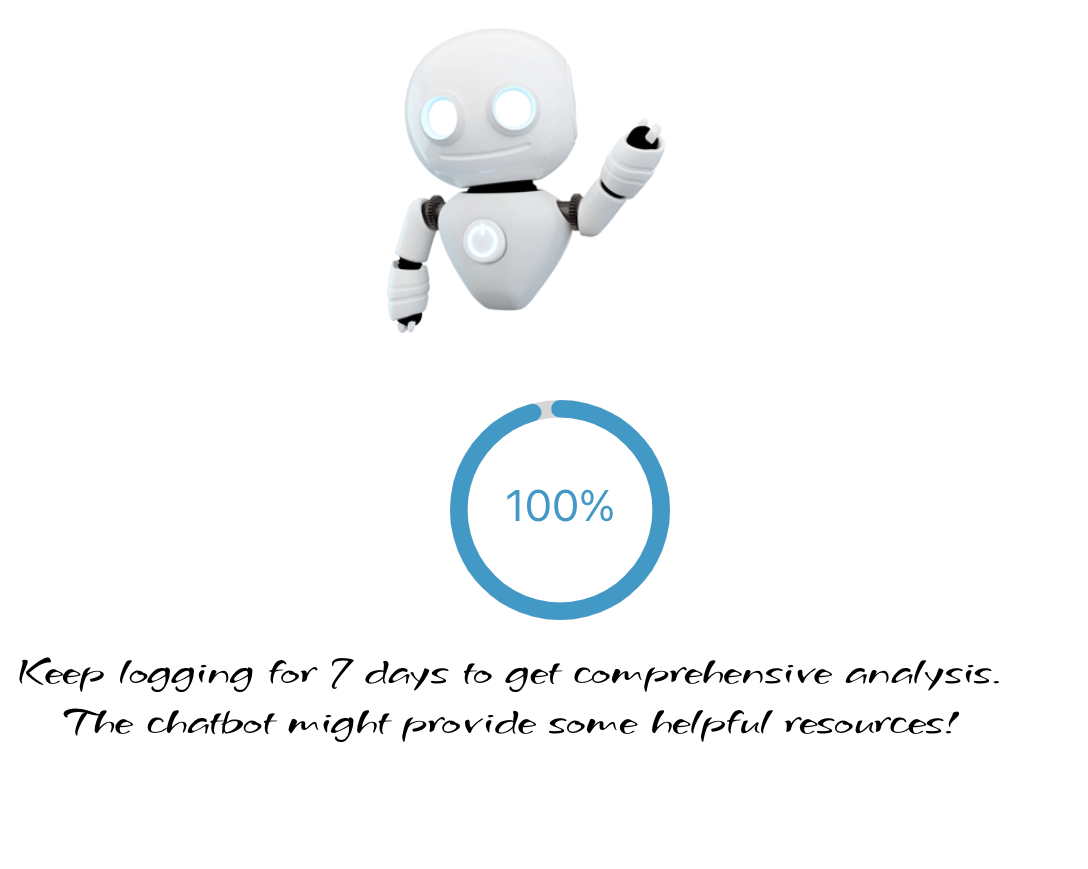 100%
Keep logging for 7 days to get comprehensive analysis.
The chatbot might provide some helpful resources!